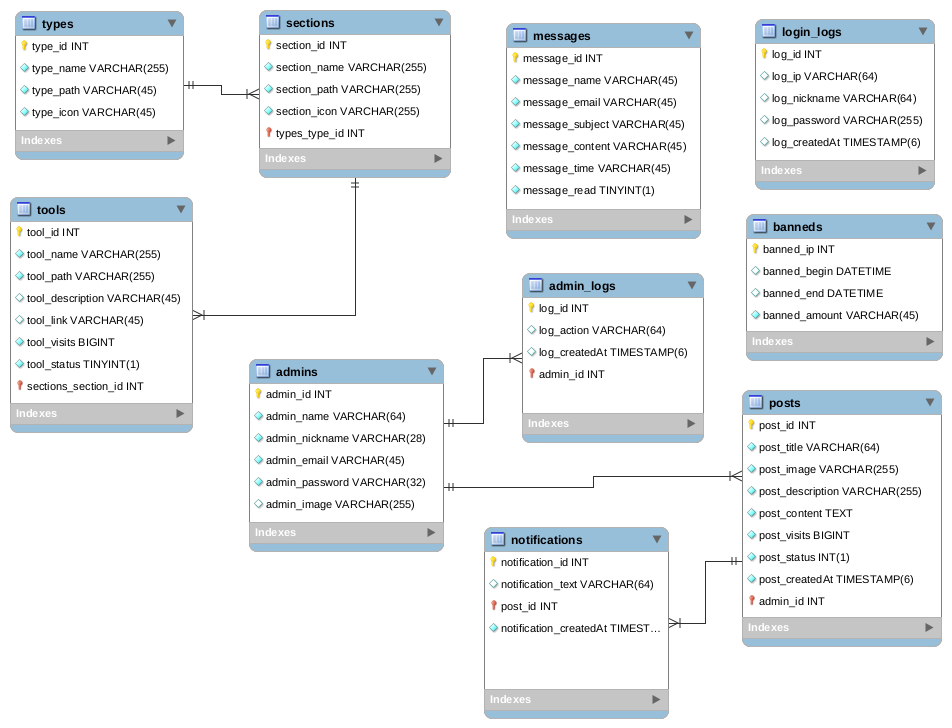 types
type_id INT
type_name VARCHAR(255)
type_path VARCHAR(45)
type_icon VARCHAR(45)
Indexes
sections
section_id INT
section_name VARCHAR(255)
section_path VARCHAR(255)
section_icon VARCHAR(255)
types_type_id INT
Indexes
messages
message_id INT
message_name VARCHAR(45)
message_email VARCHAR(45)
message_subject VARCHAR(45)
message_content VARCHAR(45)
message_time VARCHAR(45)
message_read TINYINT(1)
Indexes
login_logs
log_id INT
log_ip VARCHAR(64)
log_nickname VARCHAR(64)
log_password VARCHAR(255)
log_createdAt TIMESTAMP(6)
Indexes
tools
tool_id INT
tool_name VARCHAR(255)
tool_path VARCHAR(255)
tool_description VARCHAR(45)
tool_link VARCHAR(45)
tool_visits BIGINT
tool_status TINYINT(1)
sections_section_id INT
Indexes
banneds
banned_ip INT
banned_begin DATETIME
banned_end DATETIME
banned_amount VARCHAR(45)
Indexes
admin_logs
log_id INT
log_action VARCHAR(64)
log_createdAt TIMESTAMP(6)
admin_id INT
Indexes
admins
admin_id INT
admin_name VARCHAR(64)
admin_nickname VARCHAR(28)
admin_email VARCHAR(45)
admin_password VARCHAR(32)
admin_image VARCHAR(255)
Indexes
posts
post_id INT
post_title VARCHAR(64)
post_image VARCHAR(255)
post_description VARCHAR(255)
post_content TEXT
post_visits BIGINT
post_status INT(1)
post_createdAt TIMESTAMP(6)
admin_id INT
Indexes
notifications
notification_id INT
notification_text VARCHAR(64)
post_id INT
notification_createdAt TIMEST...
Indexes